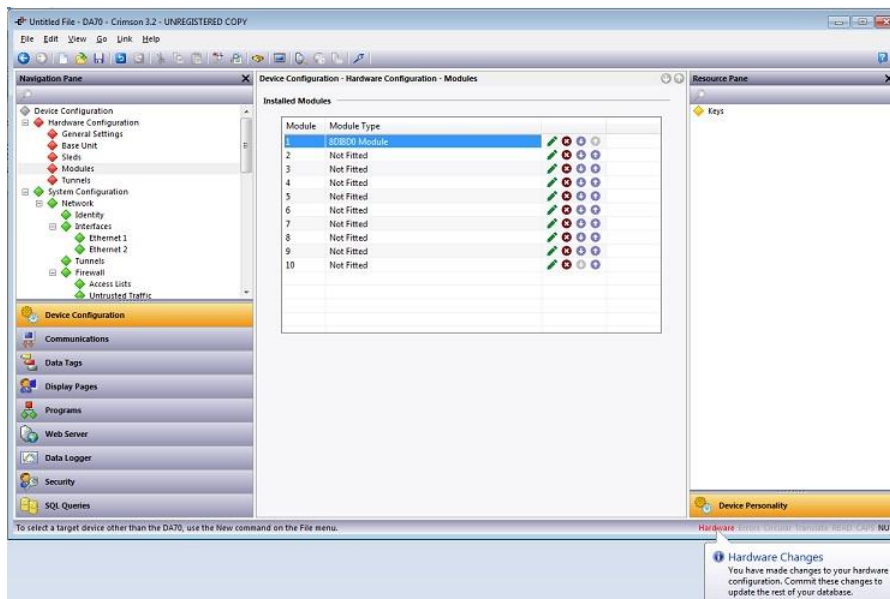 Untitled File - DA70 - Crimson 3.2 - UNREGISTERED COPY
File Edit View Go Link Help
Navigation Pane
Device Configuration
Hardware Configuration
General Settings
Base Unit
Sleds
Modules
Tunnels
System Configuration
Network
Identity
Interfaces
Ethernet 1
Ethernet 2
Tunnels
Firewall
Access Lists
Untrusted Traffic
Device Configuration
Communications
Data Tags
Display Pages
Programs
Web Server
Data Logger
Security
SQL Queries
Device Configuration - Hardware Configuration - Modules
Installed Modules
Module Module Type
1 8DI8DO Module
2 Not Fitted
3 Not Fitted
4 Not Fitted
5 Not Fitted
6 Not Fitted
7 Not Fitted
8 Not Fitted
9 Not Fitted
10 Not Fitted
Resource Pane
Keys
Device Personality
To select a target device other than the DA70, use the New command on the File menu.
Hardware Errors Circular Translate READ CAPS NU
Hardware Changes
You have made changes to your hardware
configuration. Commit these changes to
update the rest of your database.